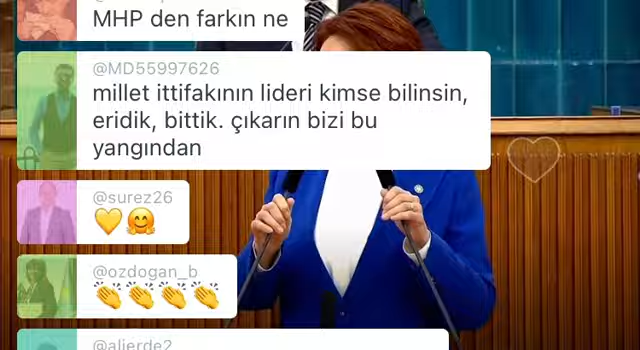 MHP den farkın ne
@MD55997626
millet ittifakının lideri kimse bilinsin,
eridik, bittik. çıkarın bizi bu
yangından
@surez26
💛🤗
@ozdogan_b
👏👏👏👏
@alierde2